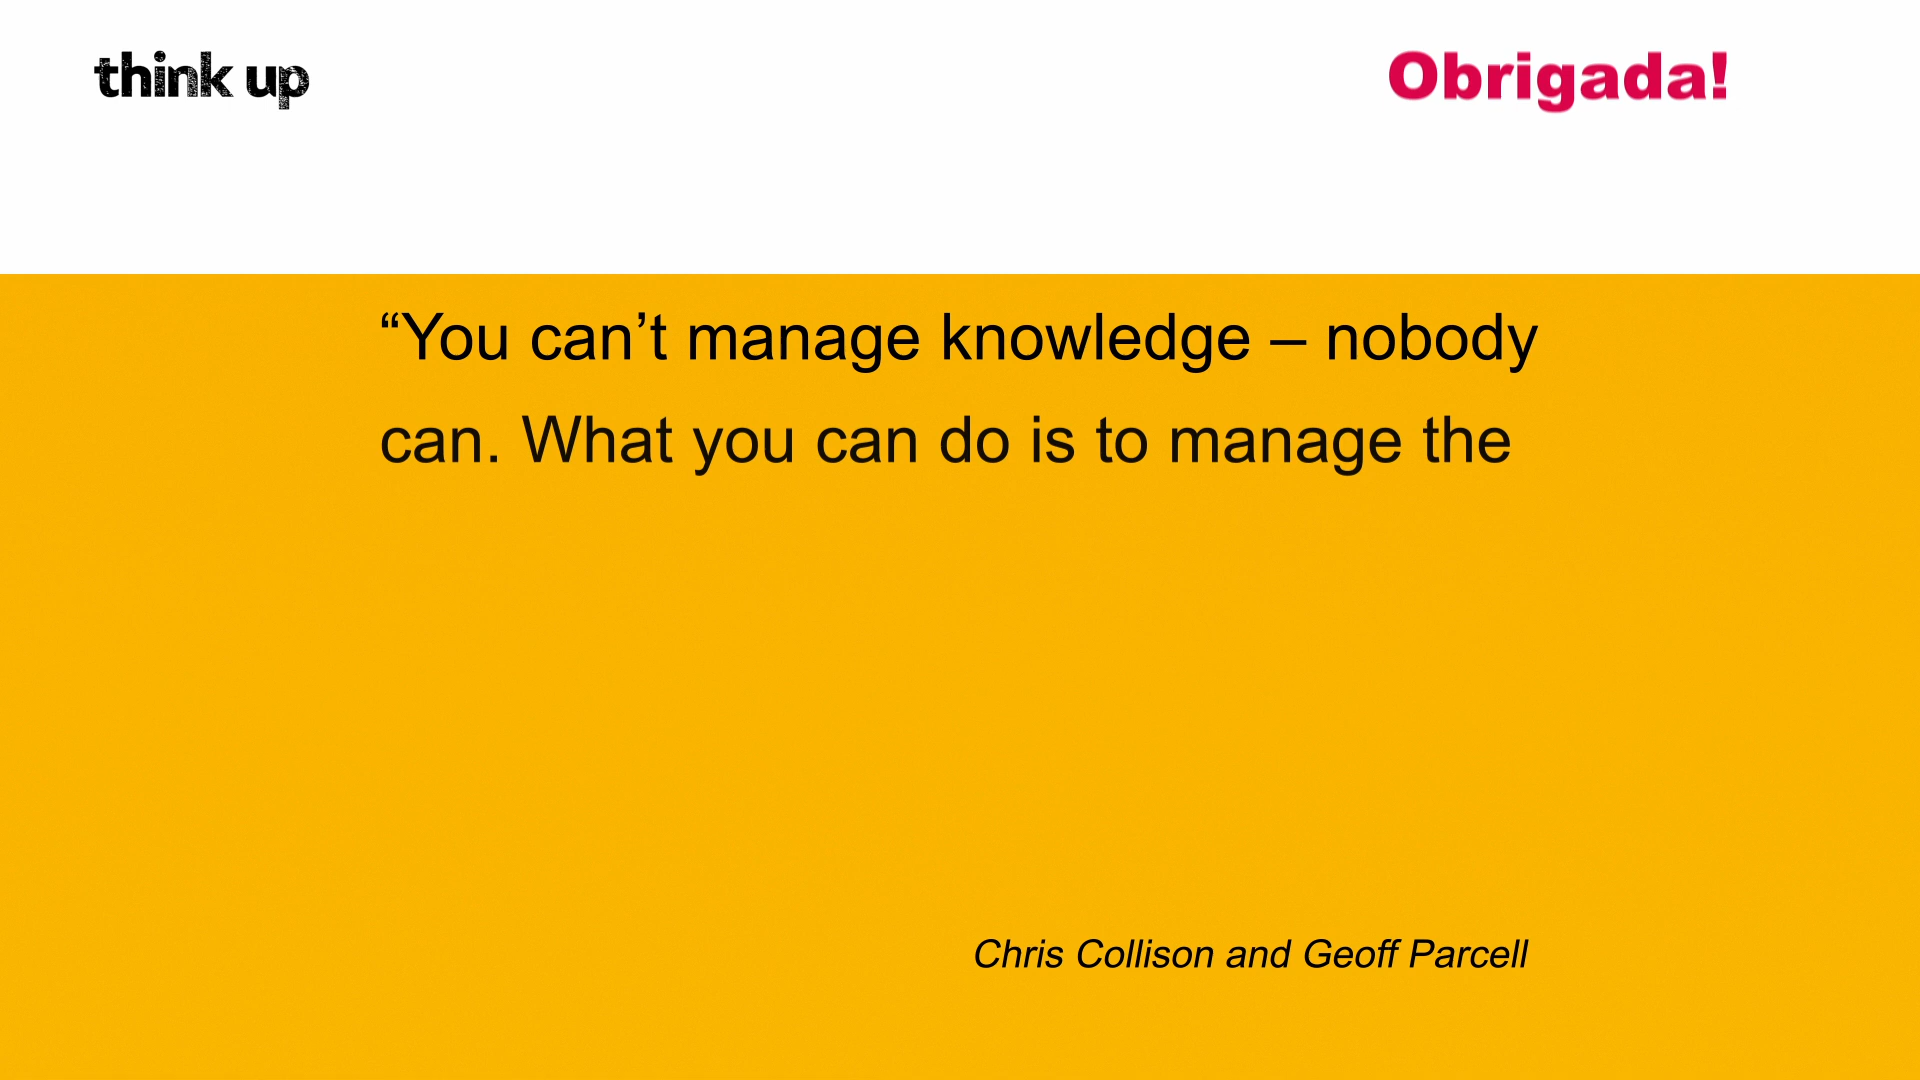 think up
Obrigada!
“You can’t manage knowledge – nobody
can. What you can do is to manage the
Chris Collison and Geoff Parcell